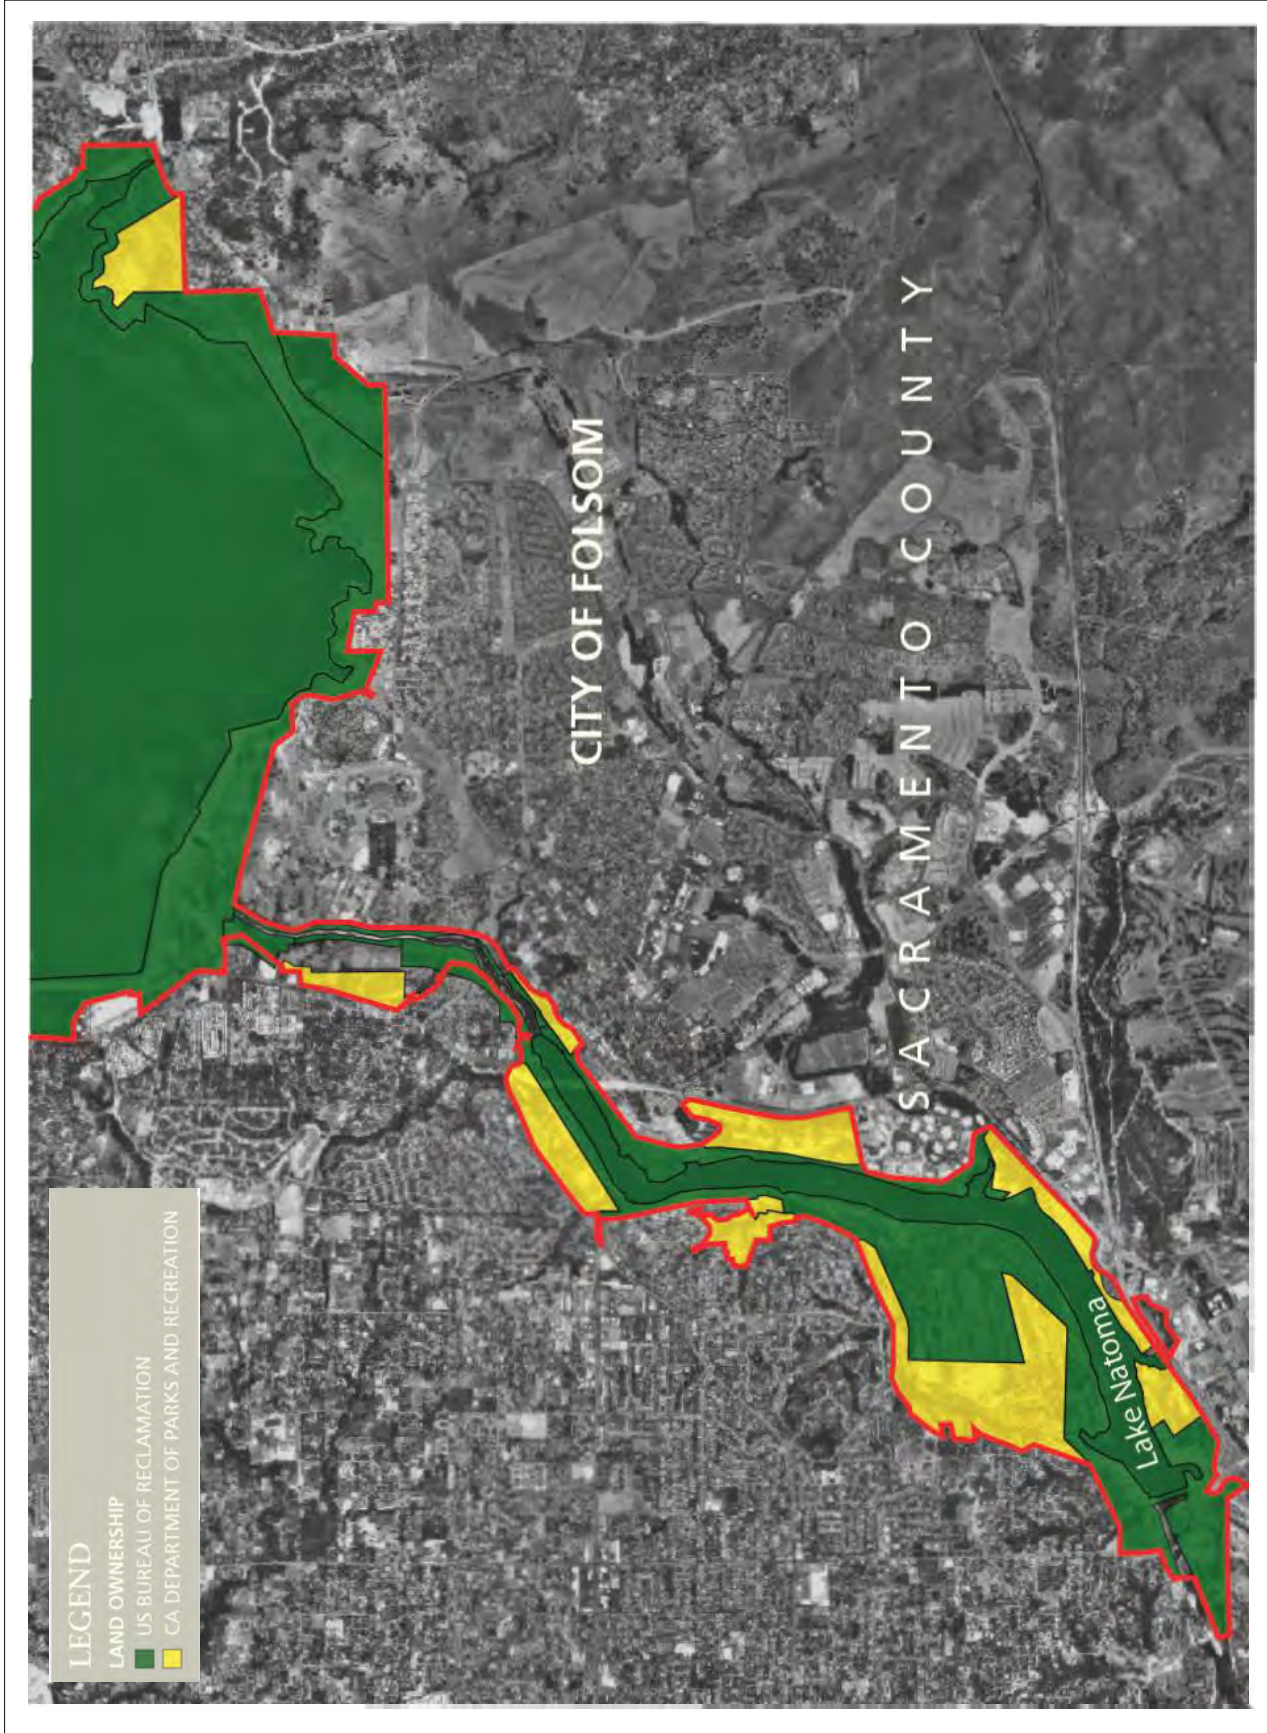 LEGEND
LAND OWNERSHIP
US BUREAU OF RECLAMATION
CA DEPARTMENT OF PARKS AND RECREATION
CITY OF FOLSOM
SACRAMENTO COUNTY
Lake Natoma